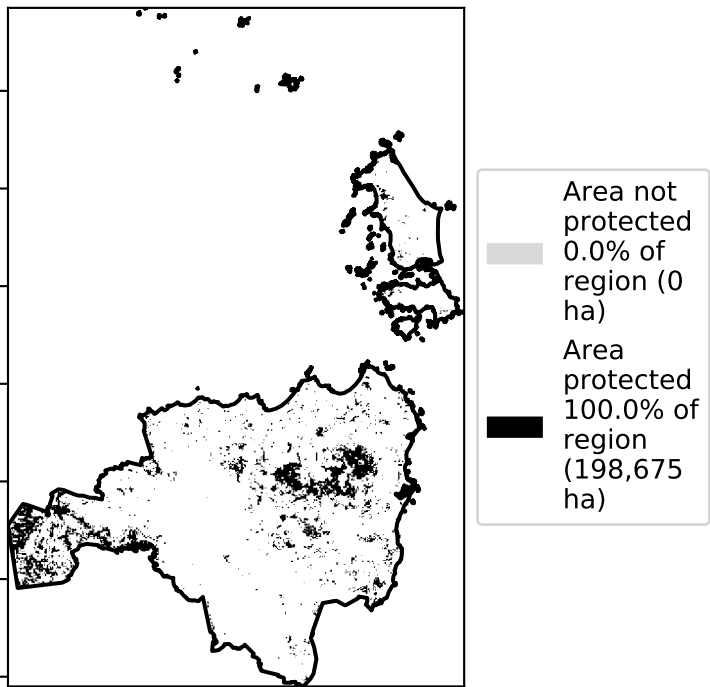 Area not
protected
0.0% of
region (0
ha)
Area
protected
100.0% of
region
(198,675
ha)